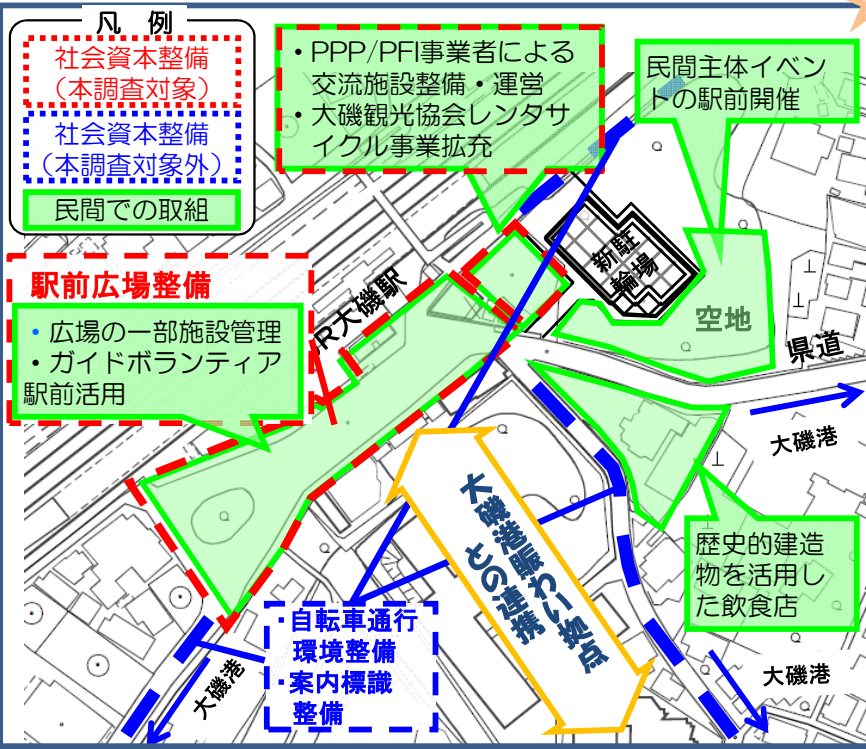 凡 例
社会資本整備
（本調査対象）
社会資本整備
（本調査対象外）
民間での取組
・PPP/PFI事業者による
交流施設整備・運営
・大磯観光協会レンタサ
イクル事業拡充
民間主体イベン
トの駅前開催
新駐
輪場
空地
県道
大磯港
JR大磯駅
駅前広場整備
・広場の一部施設管理
・ガイドボランティア
駅前活用
大磯港賑わい拠点
との連携
歴史的建造
物を活用し
た飲食店
・自転車通行
環境整備
・案内標識
整備
大磯港
大磯港